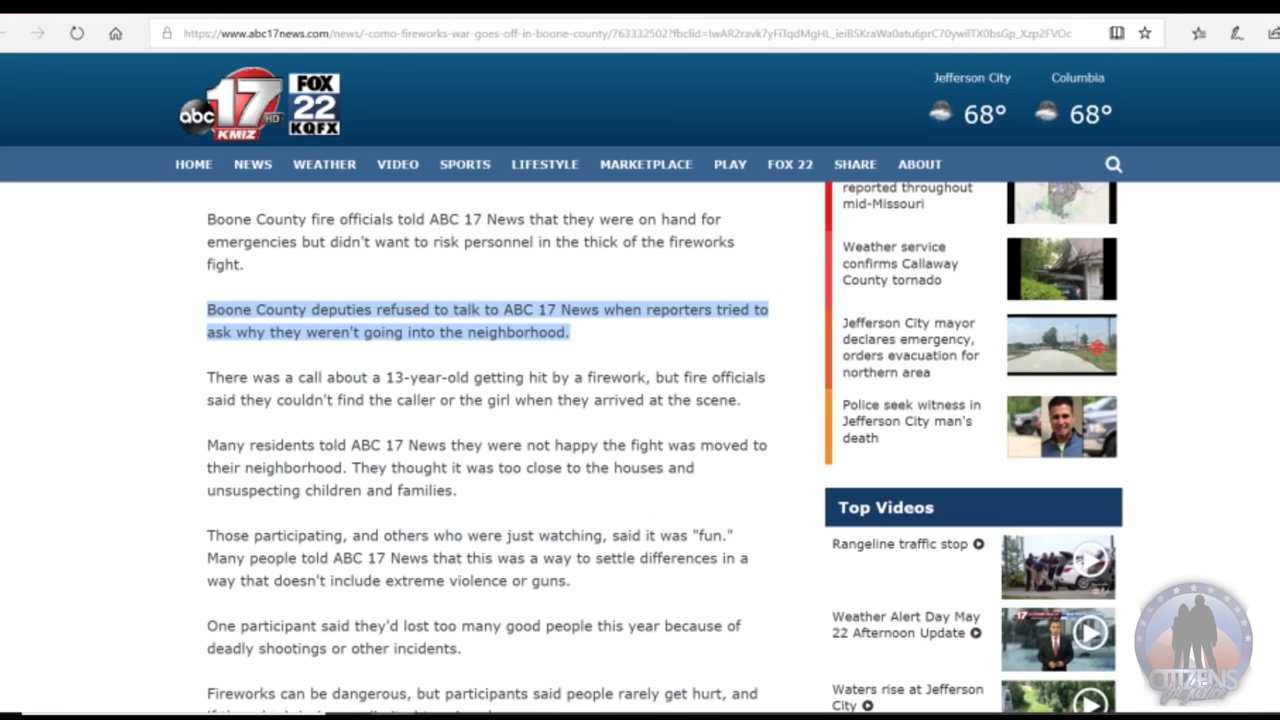 https://www.abc17news.com/news/-como-fireworks-war-goes-off-in-boone-county/763332502?fbclid=IwAR2ravk7yFiTqdMgHL_ieiBSKraWa0atu6prC70ywilTX0bsGp_Xzp2FVOc
abc 17 HD
KMIZ
FOX
22
KQFX
Jefferson City
68°
Columbia
68°
HOME NEWS WEATHER VIDEO SPORTS LIFESTYLE MARKETPLACE PLAY FOX 22 SHARE ABOUT
Boone County fire officials told ABC 17 News that they were on hand for
emergencies but didn't want to risk personnel in the thick of the fireworks
fight.
Boone County deputies refused to talk to ABC 17 News when reporters tried to
ask why they weren't going into the neighborhood.
There was a call about a 13-year-old getting hit by a firework, but fire officials
said they couldn't find the caller or the girl when they arrived at the scene.
Many residents told ABC 17 News they were not happy the fight was moved to
their neighborhood. They thought it was too close to the houses and
unsuspecting children and families.
Those participating, and others who were just watching, said it was "fun."
Many people told ABC 17 News that this was a way to settle differences in a
way that doesn't include extreme violence or guns.
One participant said they'd lost too many good people this year because of
deadly shootings or other incidents.
Fireworks can be dangerous, but participants said people rarely get hurt, and
reported throughout
mid-Missouri
Weather service
confirms Callaway
County tornado
Jefferson City mayor
declares emergency,
orders evacuation for
northern area
Police seek witness in
Jefferson City man's
death
Top Videos
Rangeline traffic stop
Weather Alert Day May
22 Afternoon Update
Waters rise at Jefferson
City
CITIZENS
for Justice